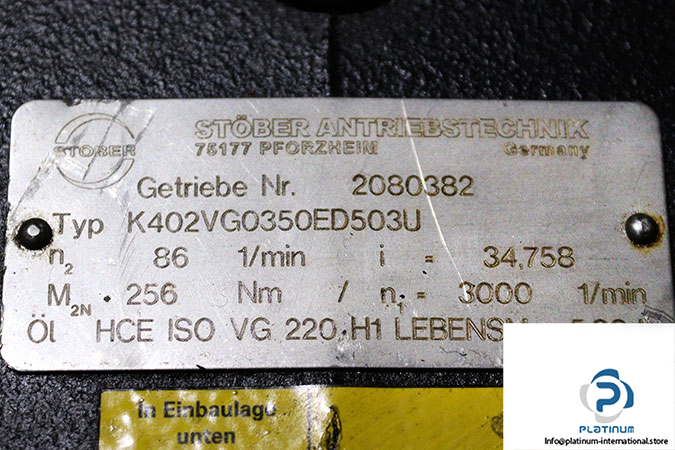 STÖBER
STÖBER ANTRIEBSTECHNIK
75177 PFORZHEIM Germany
Getriebe Nr. 2080382
Typ K402VG0350ED503U
n₂ 86 1/min i = 34,758
M₂N · 256 Nm / n₁ = 3000 1/min
Öl HCE ISO VG 220 H1
In Einbaulage
unten
PLATINUM
Info@platinum-international.store